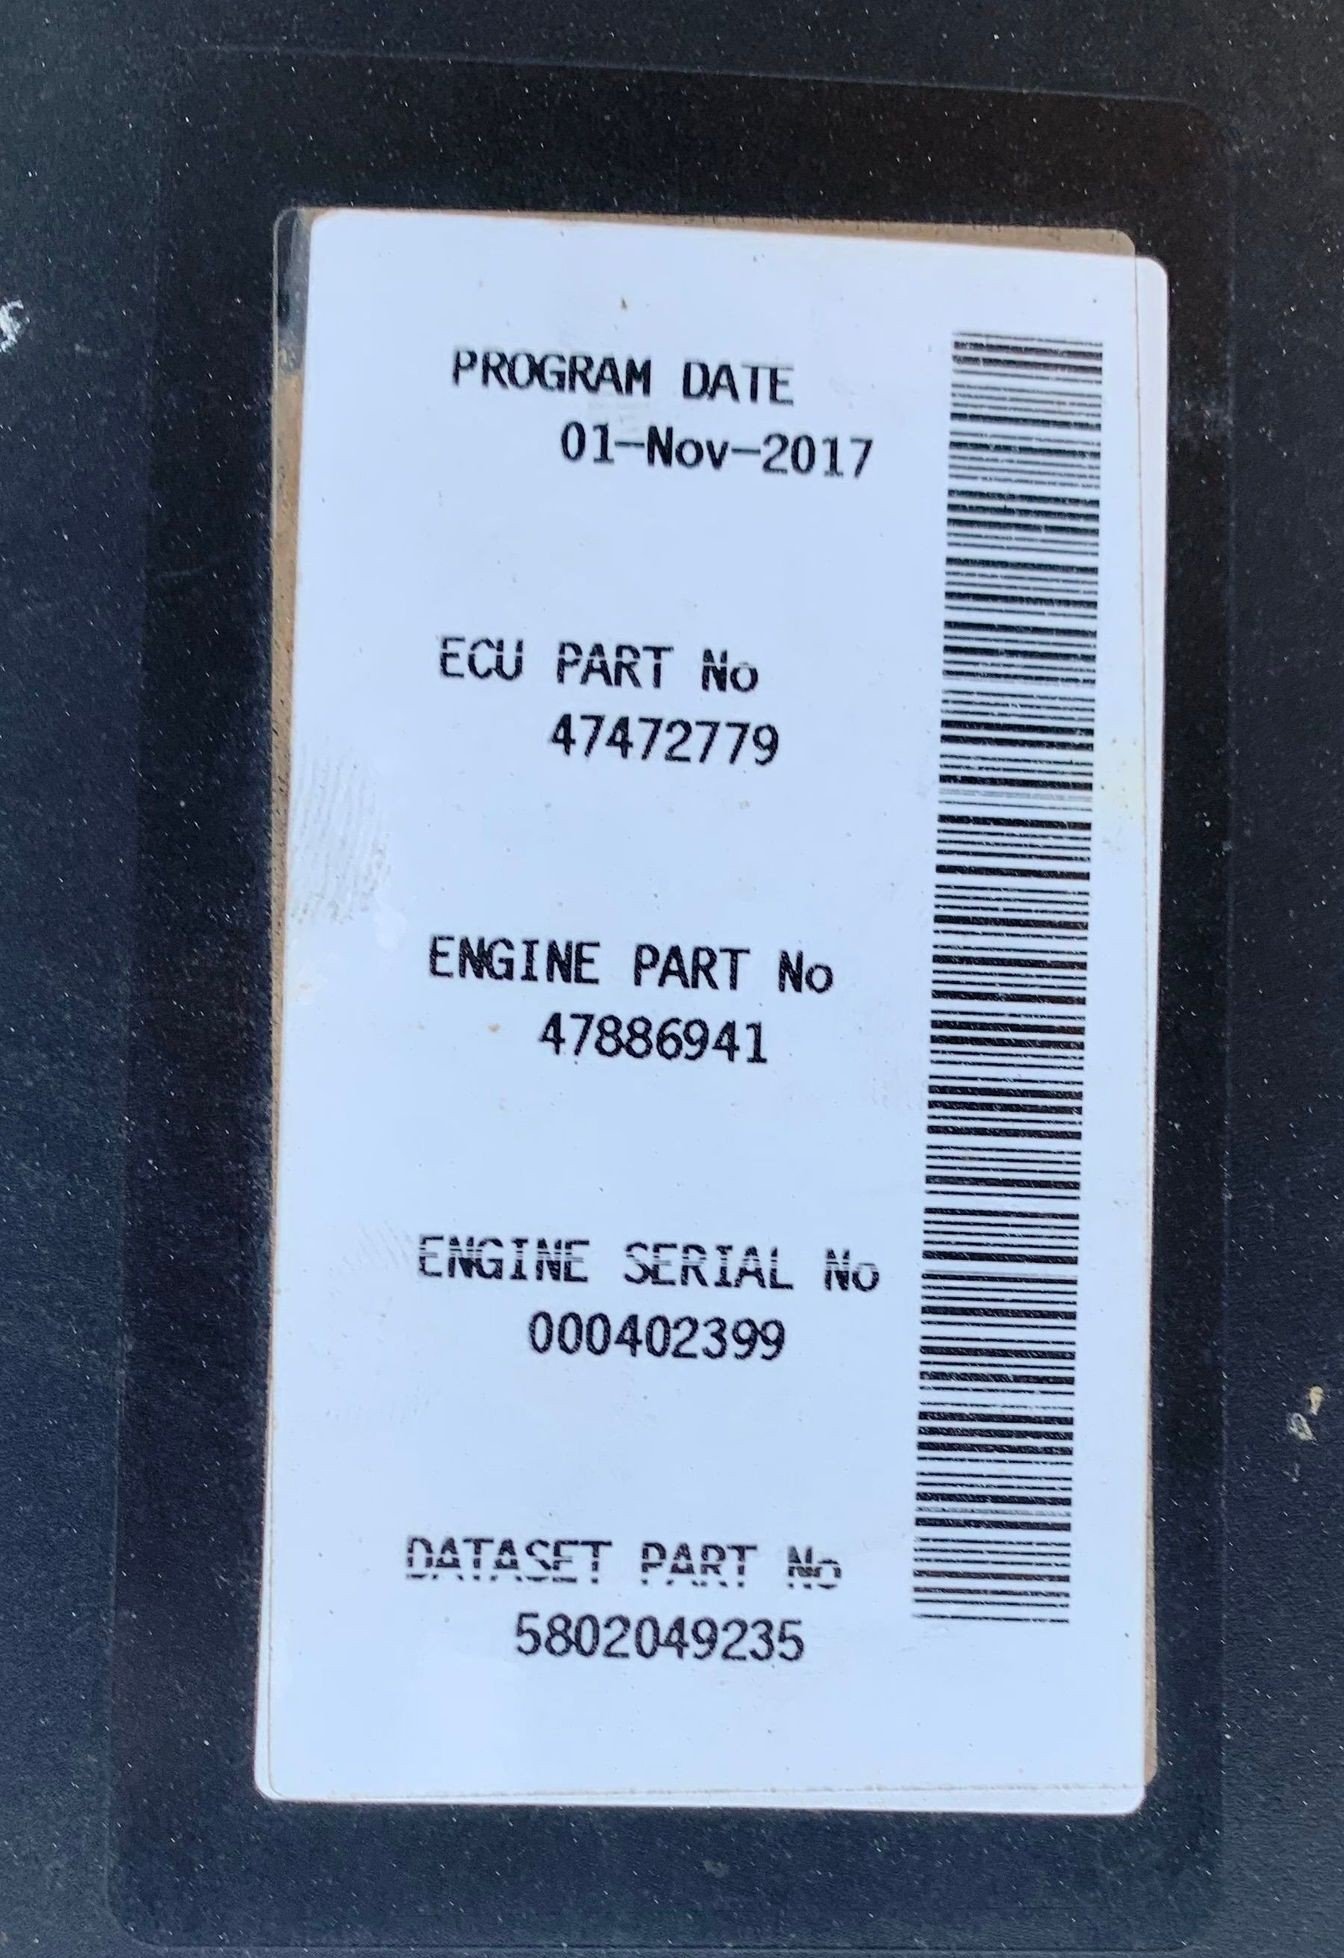 PROGRAM DATE
01-Nov-2017
ECU PART No
47472779
ENGINE PART No
47886941
ENGINE SERIAL No
000402399
DATASET PART No
5802049235